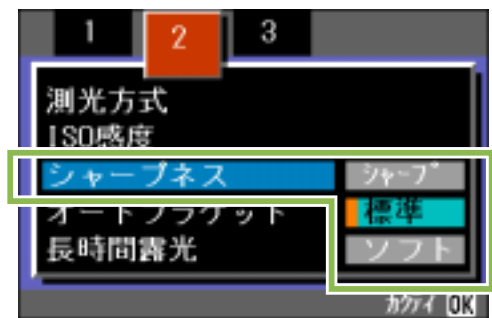 1 2 3
測光方式
ISO感度
シャープネス シャープ
オートブラケット 標準
長時間露光 ソフト
カクテイ OK